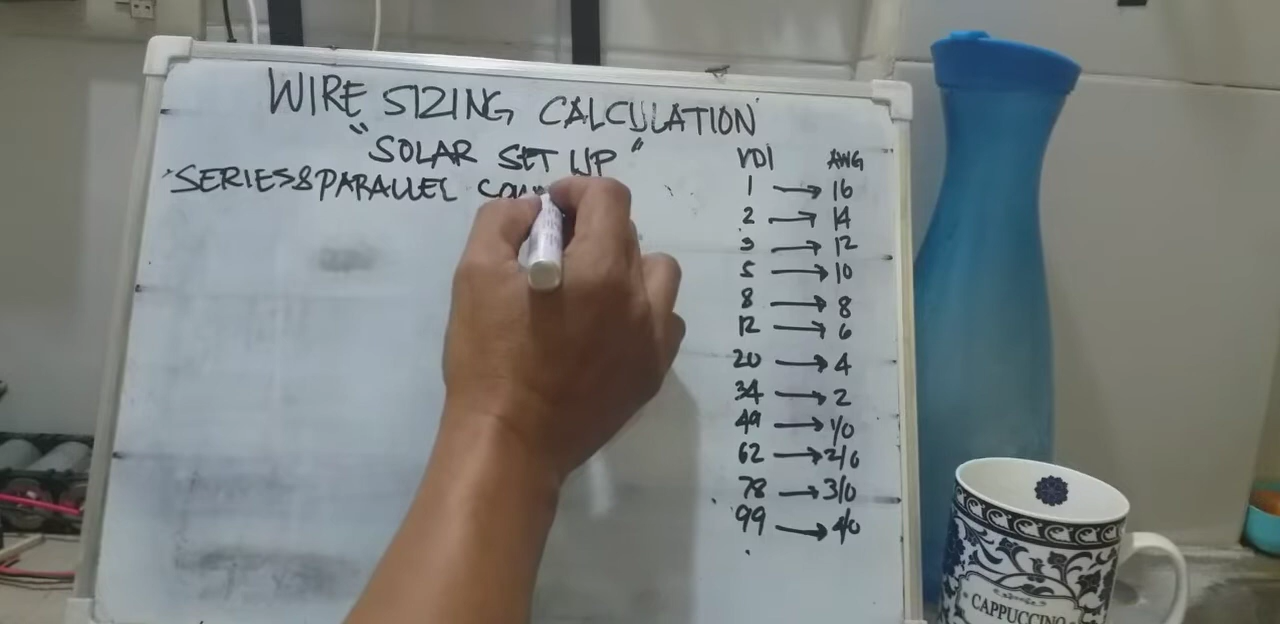 WIRE SIZING CALCULATION
"SOLAR SET UP"
SERIES & PARALLEL
VDI AWG
1 → 16
2 → 14
3 → 12
5 → 10
8 → 8
12 → 6
20 → 4
34 → 2
49 → 1/0
62 → 2/0
78 → 3/0
99 → 4/0
CAPPUCCINO